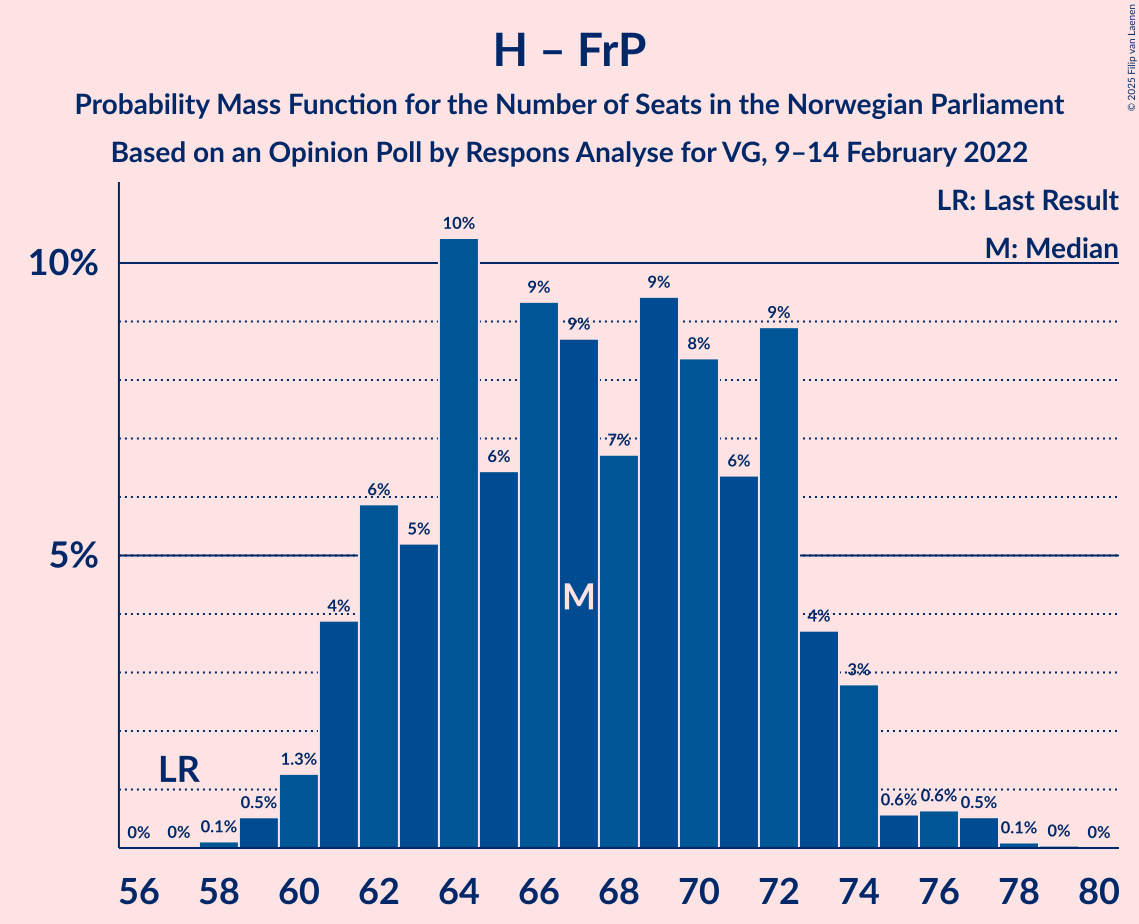 H – FrP
Probability Mass Function for the Number of Seats in the Norwegian Parliament
Based on an Opinion Poll by Respons Analyse for VG, 9–14 February 2022
© 2025 Filip van Laenen
LR: Last Result
M: Median
10%
5%
0% 0% 0.1% 0.5% 1.3% 4% 6% 5% 10% 6% 9% 9% 7% 9% 8% 6% 9% 4% 3% 0.6% 0.6% 0.5% 0.1% 0% 0%
M
LR
56 58 60 62 64 66 68 70 72 74 76 78 80